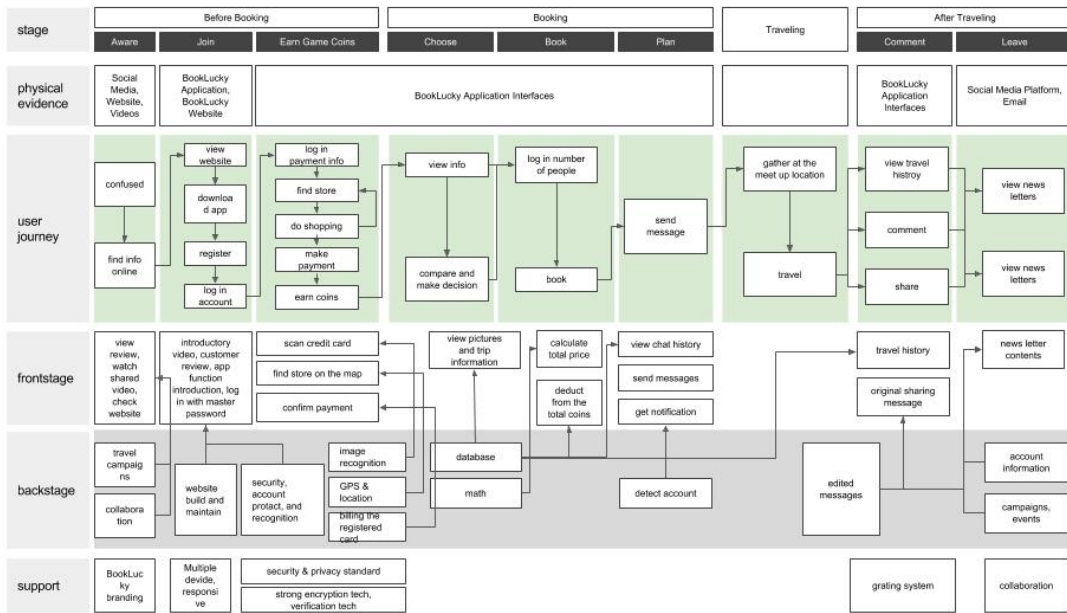 stage
Before Booking
Booking
Traveling
After Traveling
Aware
Join
Earn Game Coins
Choose
Book
Plan
Comment
Leave
physical
evidence
Social
Media,
Website,
Videos
BookLucky
Application,
BookLucky
Website
BookLucky Application Interfaces
BookLucky
Application
Interfaces
Social Media Platform,
Email
user
journey
confused
find info
online
view
website
downloa
d app
register
log in
account
log in
payment info
find store
do shopping
make
payment
earn coins
view info
compare and
make decision
log in number
of people
book
send
message
gather at the
meet up location
travel
view travel
histroy
comment
share
view news
letters
view news
letters
frontstage
view
review,
watch
shared
video,
check
website
introductory
video, customer
review, app
function
introduction, log
in with master
password
scan credit card
find store on the map
confirm payment
view pictures
and trip
information
calculate
total price
deduct
from the
total coins
view chat history
send messages
get notification
travel history
original sharing
message
news letter
contents
backstage
travel
campaig
ns
collabora
tion
website
build and
maintain
security,
account
protact, and
recognition
image
recognition
GPS &
location
billing the
registered
card
database
math
detect account
edited
messages
account
information
campaigns,
events
support
BookLuc
ky
branding
Multiple
devide,
responsi
ve
security & privacy standard
strong encryption tech,
verification tech
grating system
collaboration